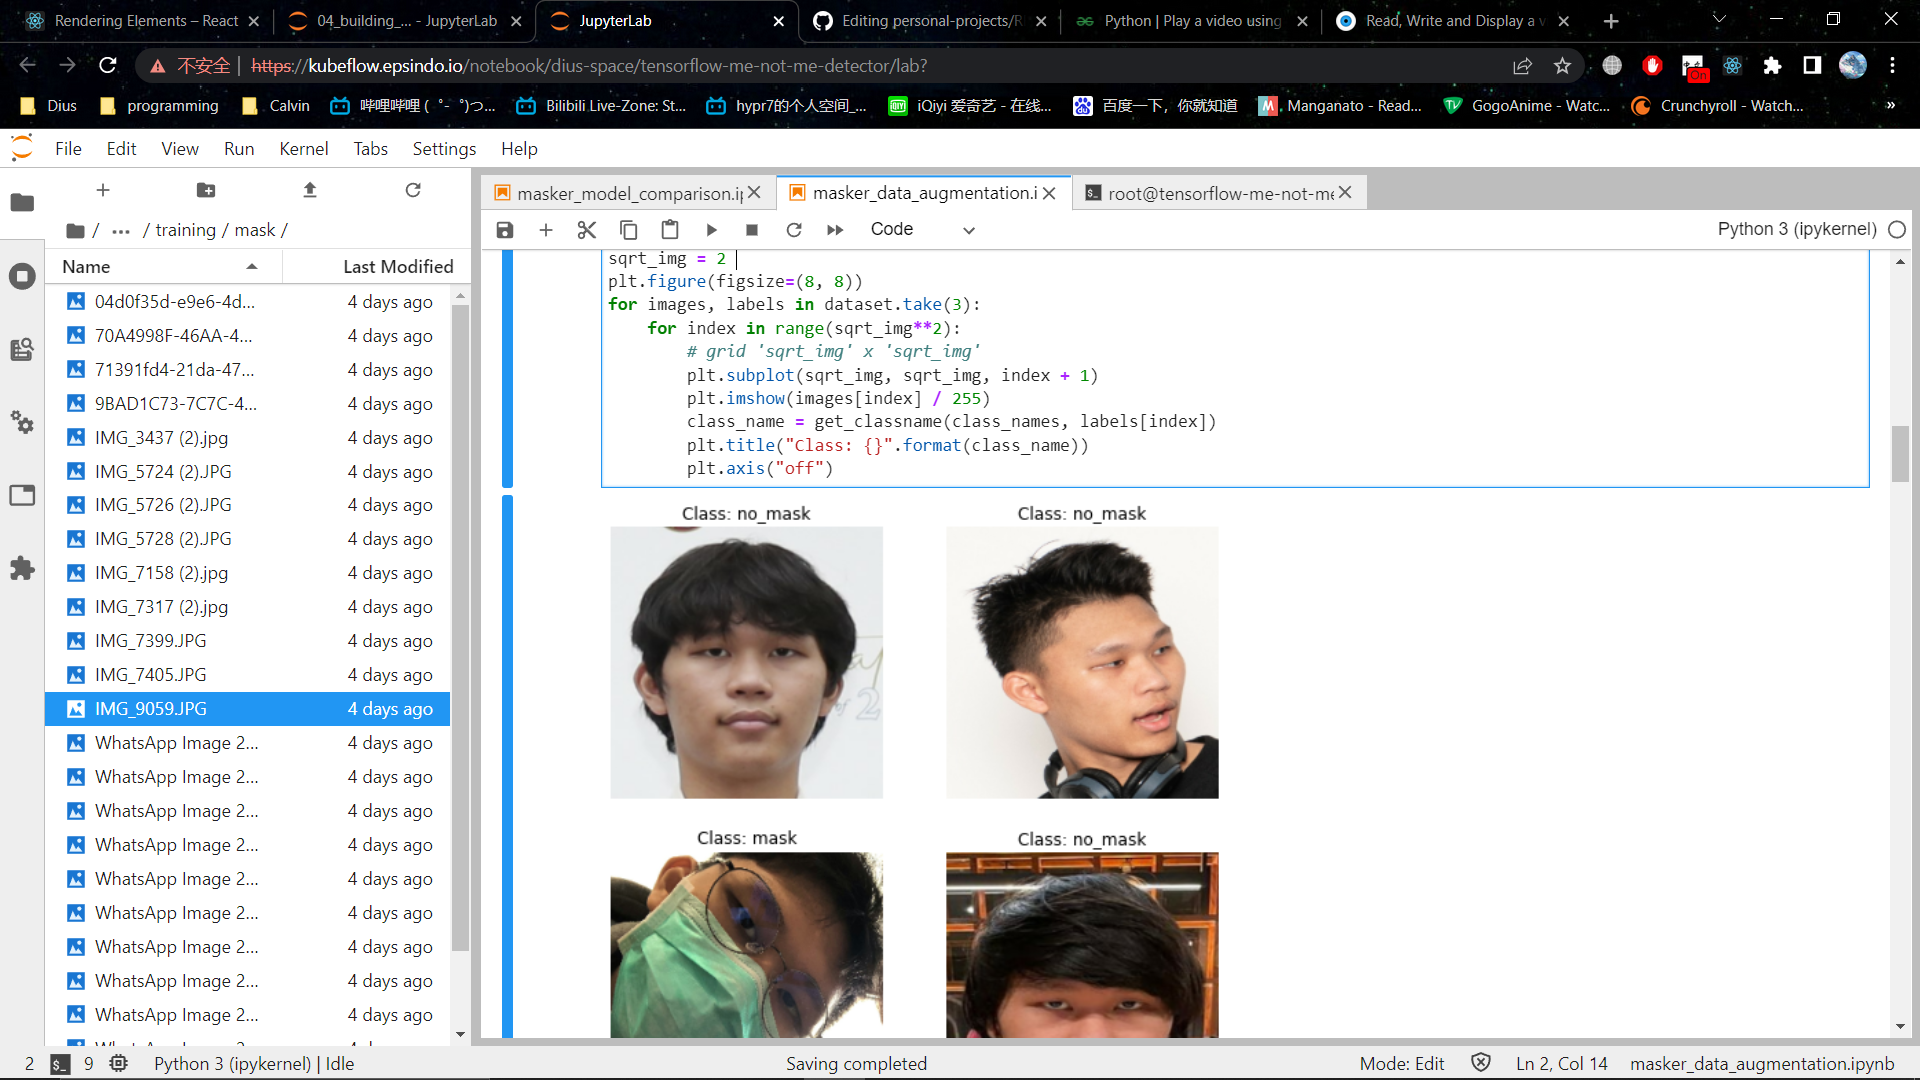 Rendering Elements – React
04_building_... - JupyterLab
JupyterLab
Editing personal-projects/R
Python | Play a video using
Read, Write and Display a v
不安全
https://kubeflow.epsindo.io/notebook/dius-space/tensorflow-me-not-me-detector/lab?
On
Dius
programming
Calvin
哔哩哔哩 (゜-゜)つ...
Bilibili Live-Zone: St...
hypr7的个人空间_...
iQiyi 爱奇艺 - 在线...
百度一下，你就知道
Manganato - Read...
GogoAnime - Watc...
Crunchyroll - Watch...
»
File Edit View Run Kernel Tabs Settings Help
masker_model_comparison.i
masker_data_augmentation.i
root@tensorflow-me-not-me
/ ... / training / mask /
Code
Python 3 (ipykernel)
Name Last Modified
04d0f35d-e9e6-4d... 4 days ago
70A4998F-46AA-4... 4 days ago
71391fd4-21da-47... 4 days ago
9BAD1C73-7C7C-4... 4 days ago
IMG_3437 (2).jpg 4 days ago
IMG_5724 (2).JPG 4 days ago
IMG_5726 (2).JPG 4 days ago
IMG_5728 (2).JPG 4 days ago
IMG_7158 (2).jpg 4 days ago
IMG_7317 (2).jpg 4 days ago
IMG_7399.JPG 4 days ago
IMG_7405.JPG 4 days ago
IMG_9059.JPG 4 days ago
WhatsApp Image 2... 4 days ago
WhatsApp Image 2... 4 days ago
WhatsApp Image 2... 4 days ago
WhatsApp Image 2... 4 days ago
WhatsApp Image 2... 4 days ago
WhatsApp Image 2... 4 days ago
WhatsApp Image 2... 4 days ago
WhatsApp Image 2... 4 days ago
WhatsApp Image 2... 4 days ago
sqrt_img = 2
plt.figure(figsize=(8, 8))
for images, labels in dataset.take(3):
    for index in range(sqrt_img**2):
        # grid 'sqrt_img' x 'sqrt_img'
        plt.subplot(sqrt_img, sqrt_img, index + 1)
        plt.imshow(images[index] / 255)
        class_name = get_classname(class_names, labels[index])
        plt.title("Class: {}".format(class_name))
        plt.axis("off")
Class: no_mask
Class: no_mask
Class: mask
Class: no_mask
2 9 Python 3 (ipykernel) | Idle
Saving completed
Mode: Edit
Ln 2, Col 14
masker_data_augmentation.ipynb